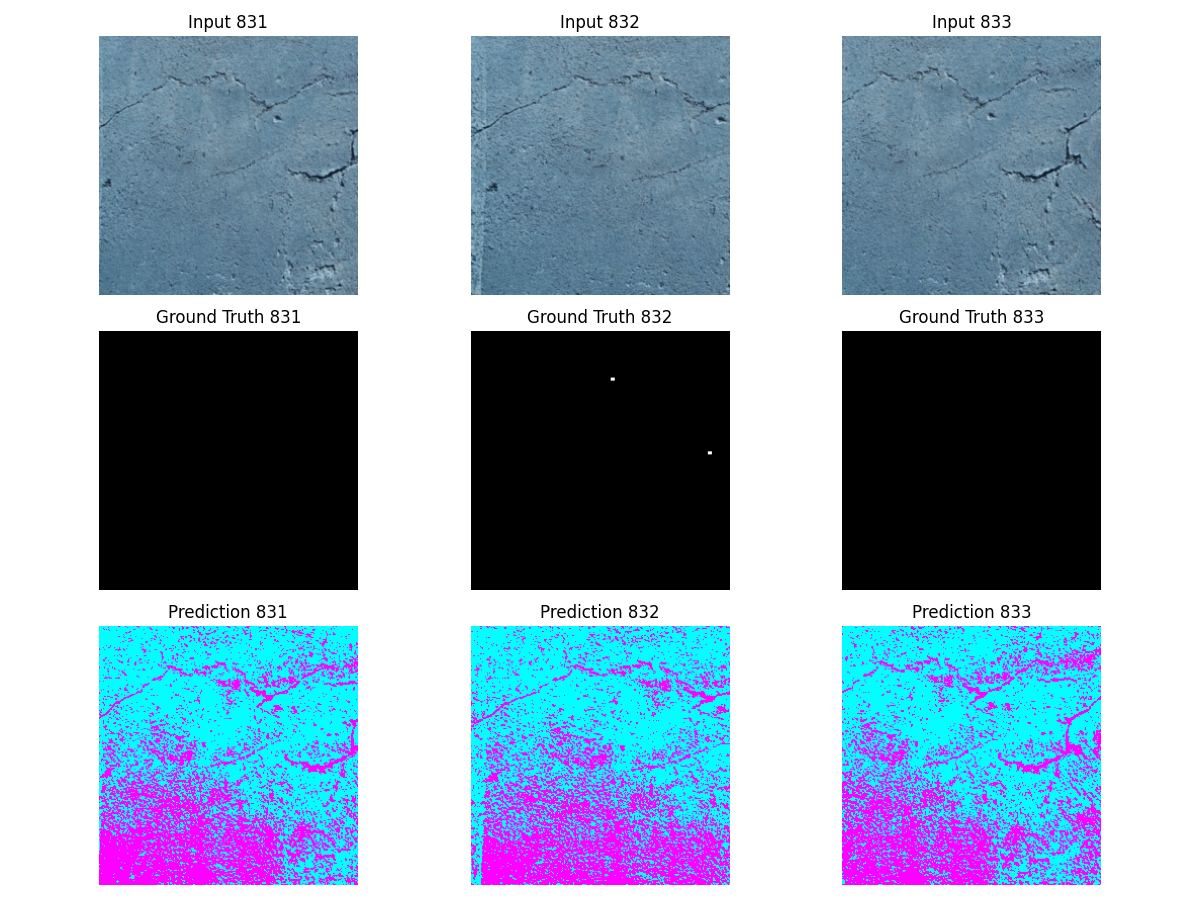 Input 831
Input 832
Input 833
Ground Truth 831
Ground Truth 832
Ground Truth 833
Prediction 831
Prediction 832
Prediction 833